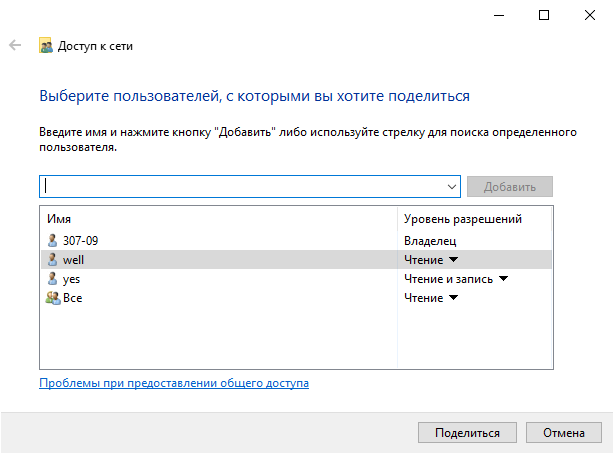 Доступ к сети
Выберите пользователей, с которыми вы хотите поделиться
Введите имя и нажмите кнопку "Добавить" либо используйте стрелку для поиска определенного
пользователя.
Добавить
Имя Уровень разрешений
307-09 Владелец
well Чтение
yes Чтение и запись
Все Чтение
Проблемы при предоставлении общего доступа
Поделиться Отмена